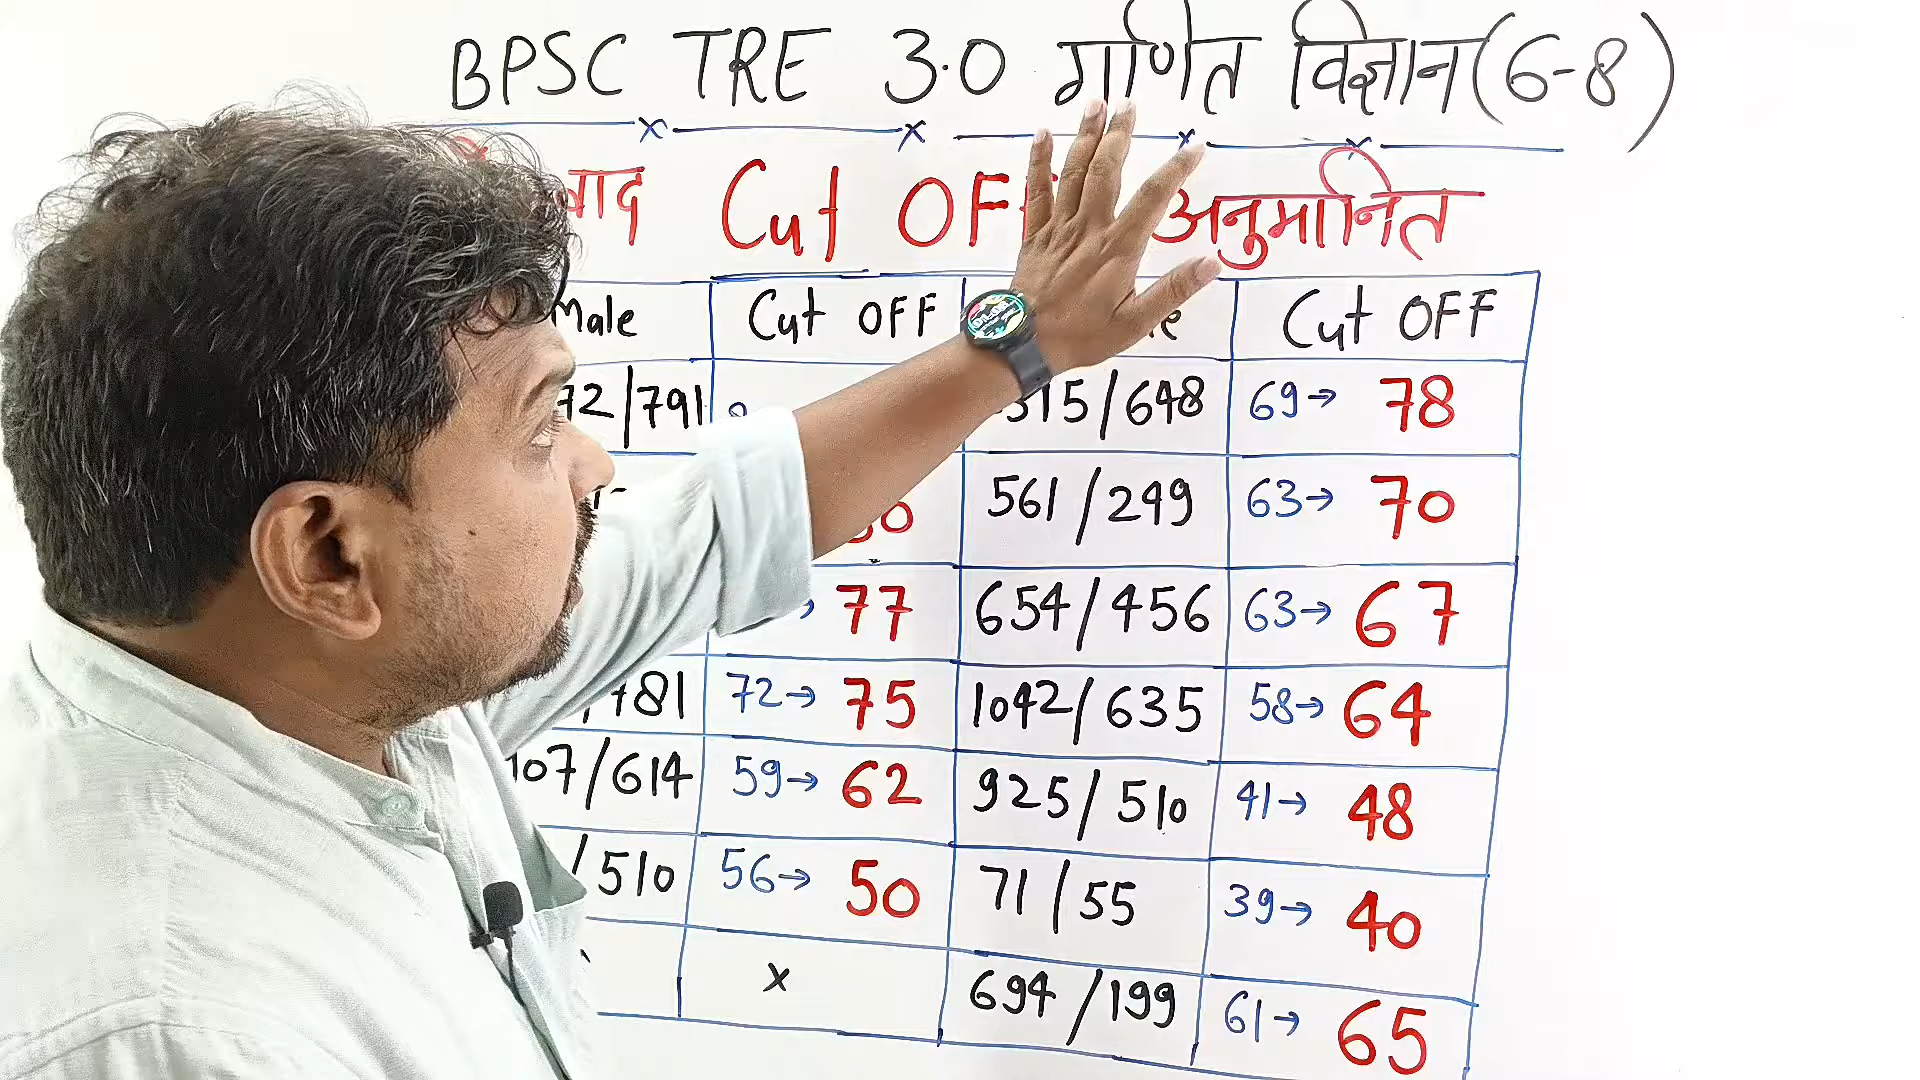 BPSC TRE 3.0 गणित विज्ञान (6-8)
Cut OFF अनुमानित
Male Cut OFF Cut OFF
72/791 315/648 69→ 78
561/249 63→ 70
77 654/456 63→ 67
781 72→ 75 1042/635 58→ 64
107/614 59→ 62 925/510 41→ 48
/510 56→ 50 71/55 39→ 40
x 694/199 61→ 65